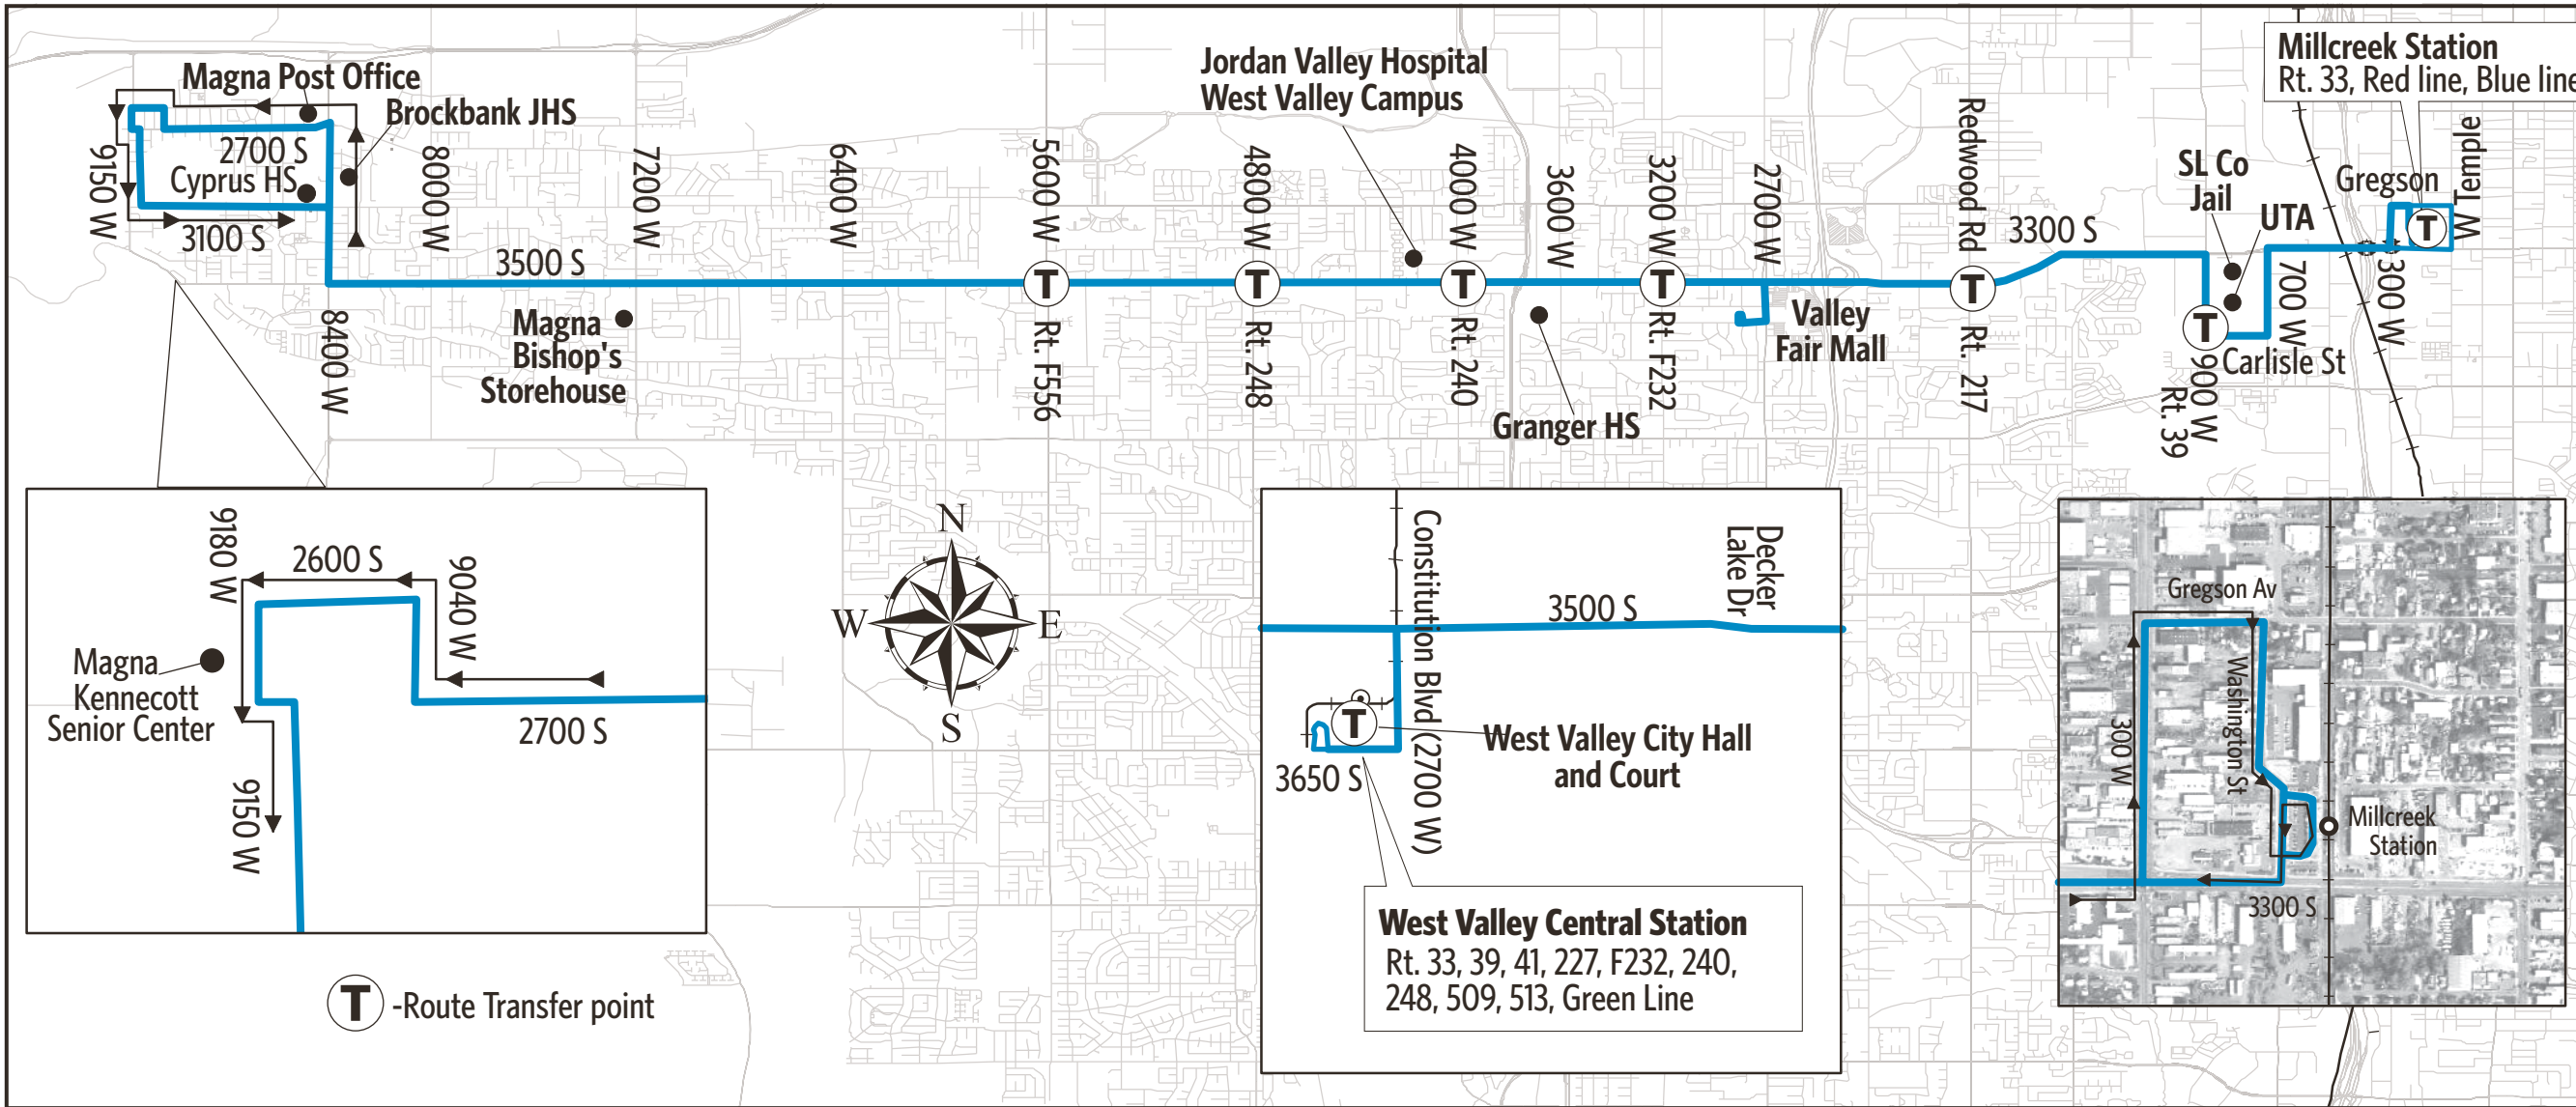 Magna Post Office
Brockbank JHS
2700 S
Cyprus HS
9150 W
3100 S
8000 W
3500 S
7200 W
6400 W
8400 W
Magna
Bishop's
Storehouse
5600 W
T
Rt. F556
4800 W
T
Rt. 248
Jordan Valley Hospital
West Valley Campus
4000 W
T
Rt. 240
3600 W
Granger HS
3200 W
T
Rt. F232
2700 W
Valley
Fair Mall
Redwood Rd
T
Rt. 217
3300 S
SL Co
Jail
UTA
T
900 W
Rt. 39
Carlisle St
700 W
300 W
Gregson
W Temple
T
Millcreek Station
Rt. 33, Red line, Blue line
9180 W
2600 S
9040 W
Magna
Kennecott
Senior Center
2700 S
9150 W
N
W
E
S
T
-Route Transfer point
Constitution Blvd (2700 W)
Decker
Lake Dr
3500 S
T
West Valley City Hall
and Court
3650 S
West Valley Central Station
Rt. 33, 39, 41, 227, F232, 240,
248, 509, 513, Green Line
Gregson Av
Washington St
300 W
Millcreek
Station
3300 S